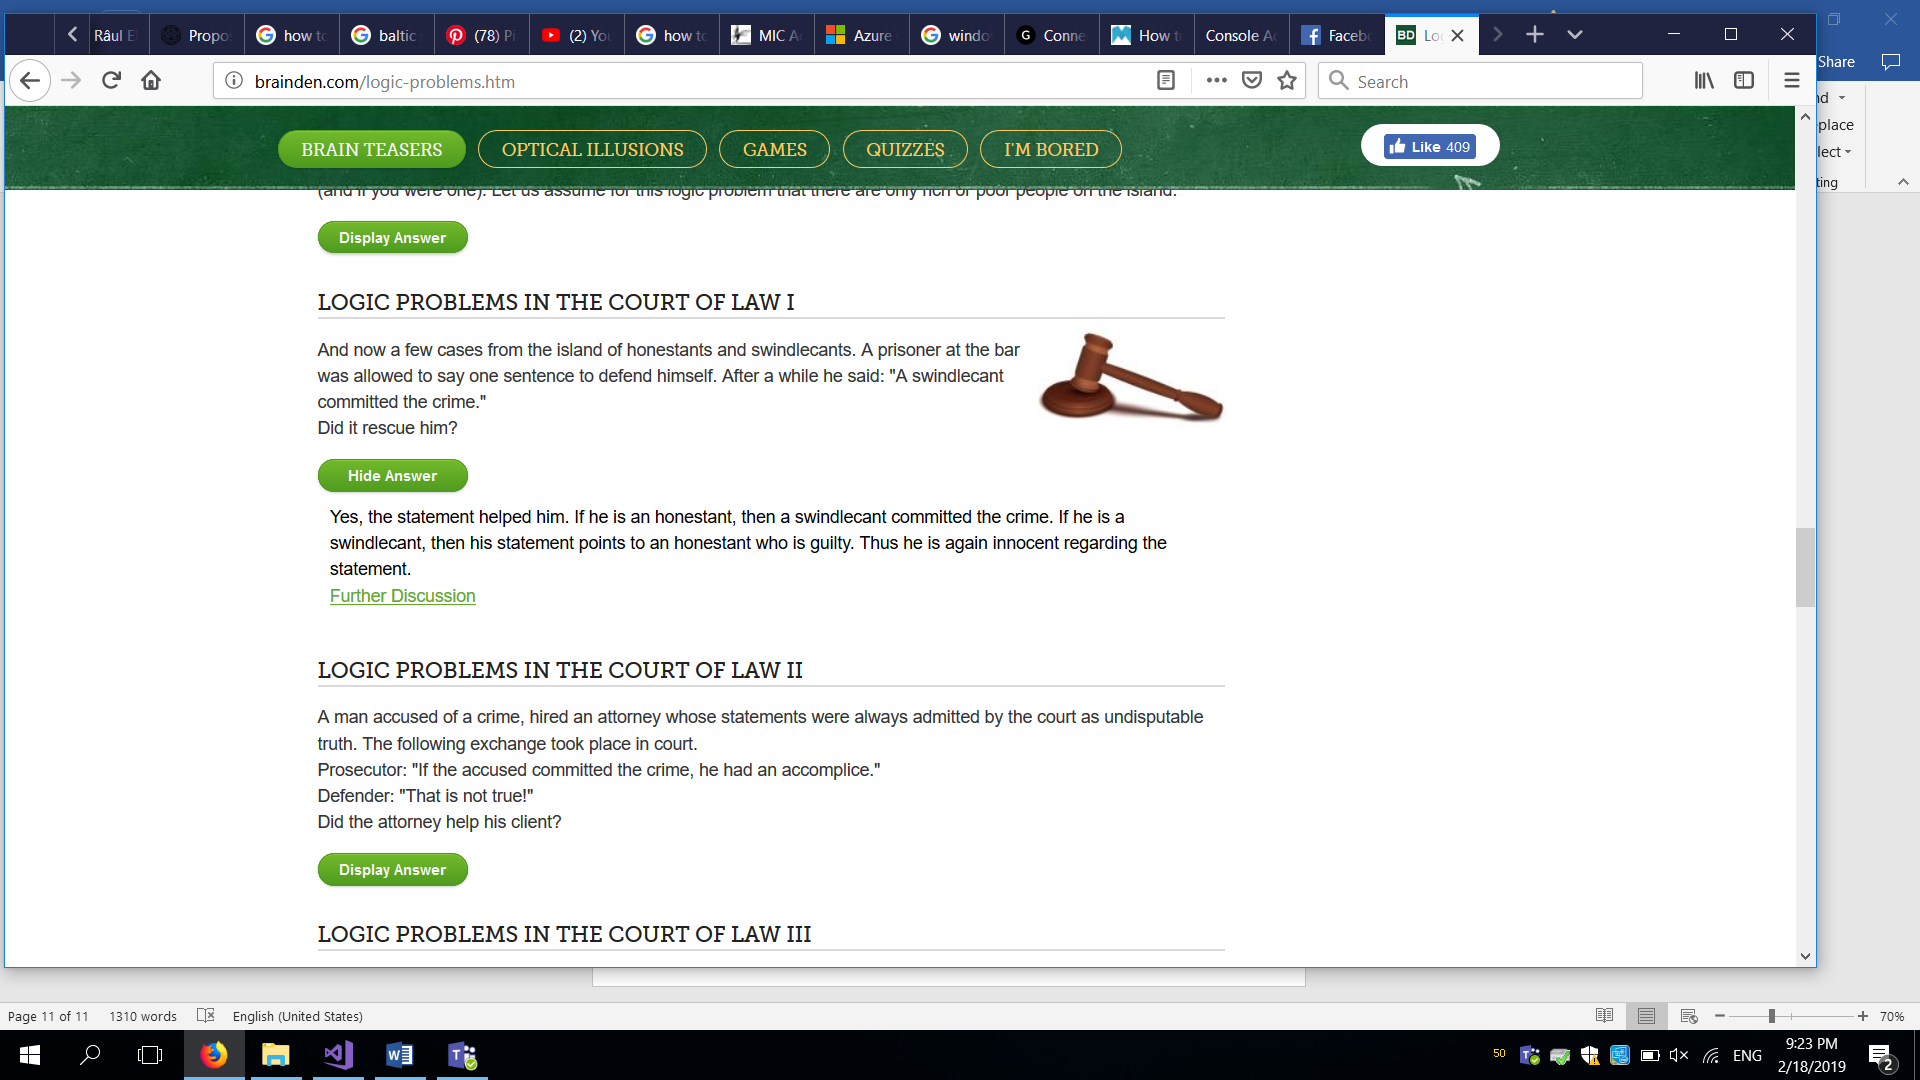 Râul E
Propo
how to
baltic
(78) Pi
(2) You
how to
MIC A
Azure
windo
Conne
How t
Console Ac
Faceb
BD Lo
Share
brainden.com/logic-problems.htm
Search
place
lect
ting
BRAIN TEASERS
OPTICAL ILLUSIONS
GAMES
QUIZZES
I'M BORED
Like 409
(and if you were one). Let us assume for this logic problem that there are only rich or poor people on the island.
Display Answer
LOGIC PROBLEMS IN THE COURT OF LAW I
And now a few cases from the island of honestants and swindlecants. A prisoner at the bar
was allowed to say one sentence to defend himself. After a while he said: "A swindlecant
committed the crime."
Did it rescue him?
Hide Answer
Yes, the statement helped him. If he is an honestant, then a swindlecant committed the crime. If he is a
swindlecant, then his statement points to an honestant who is guilty. Thus he is again innocent regarding the
statement.
Further Discussion
LOGIC PROBLEMS IN THE COURT OF LAW II
A man accused of a crime, hired an attorney whose statements were always admitted by the court as undisputable
truth. The following exchange took place in court.
Prosecutor: "If the accused committed the crime, he had an accomplice."
Defender: "That is not true!"
Did the attorney help his client?
Display Answer
LOGIC PROBLEMS IN THE COURT OF LAW III
Page 11 of 11 1310 words English (United States) 70%
50 ENG
9:23 PM
2/18/2019
2